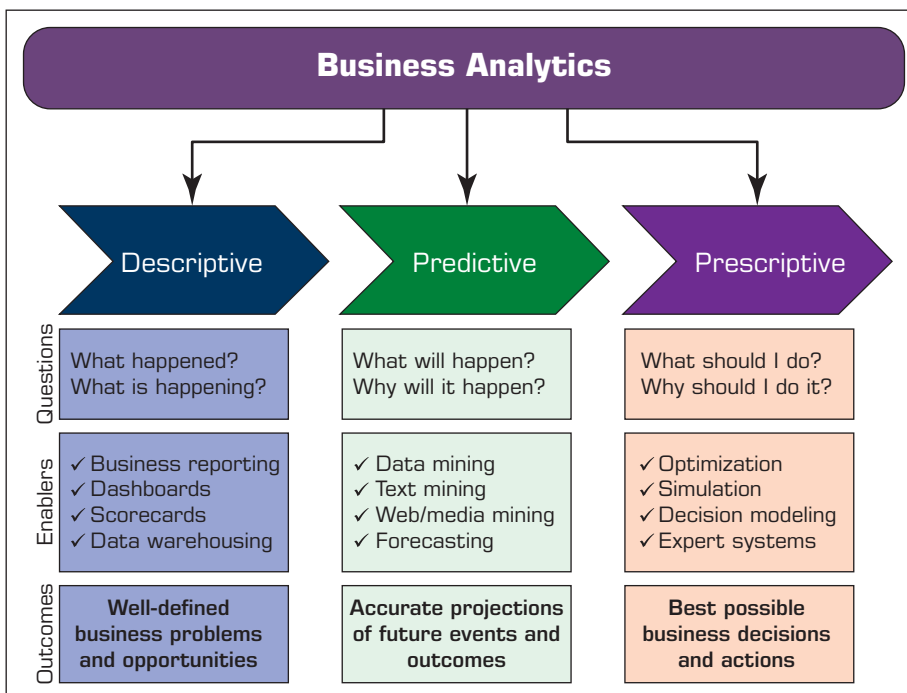 Business Analytics
Descriptive
Predictive
Prescriptive
Questions
What happened?
What is happening?
What will happen?
Why will it happen?
What should I do?
Why should I do it?
Enablers
✓ Business reporting
✓ Dashboards
✓ Scorecards
✓ Data warehousing
✓ Data mining
✓ Text mining
✓ Web/media mining
✓ Forecasting
✓ Optimization
✓ Simulation
✓ Decision modeling
✓ Expert systems
Outcomes
Well-defined
business problems
and opportunities
Accurate projections
of future events and
outcomes
Best possible
business decisions
and actions